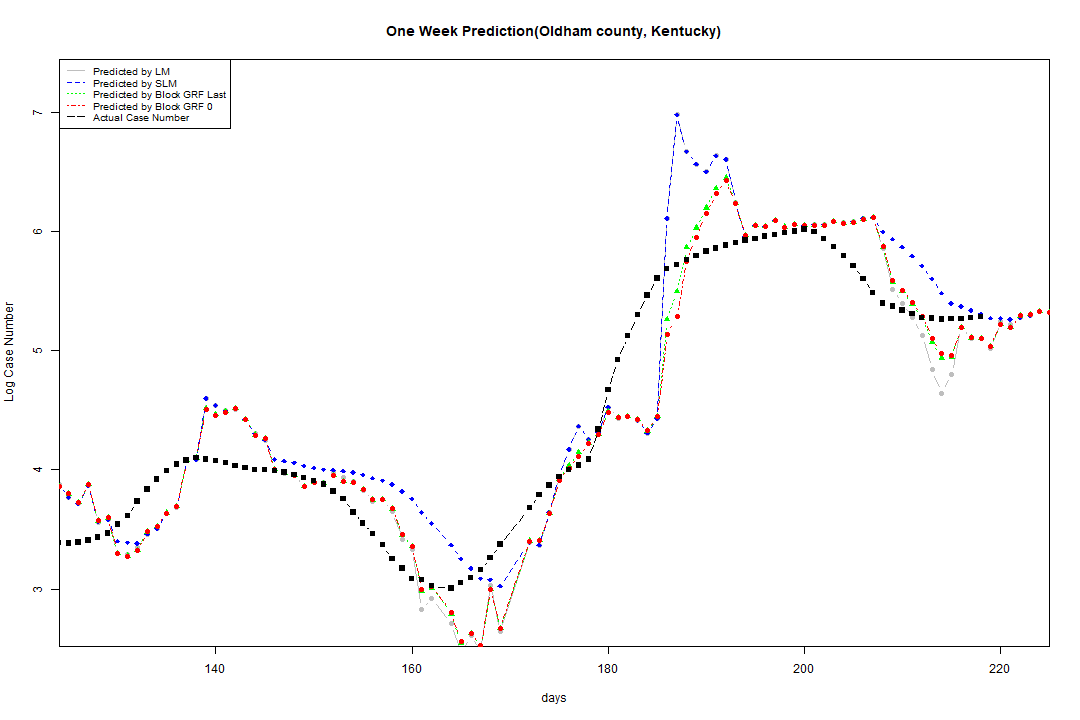 One Week Prediction(Oldham county, Kentucky)
Predicted by LM
Predicted by SLM
Predicted by Block GRF Last
Predicted by Block GRF 0
Actual Case Number
7
6
5
4
3
Log Case Number
140 160 180 200 220
days